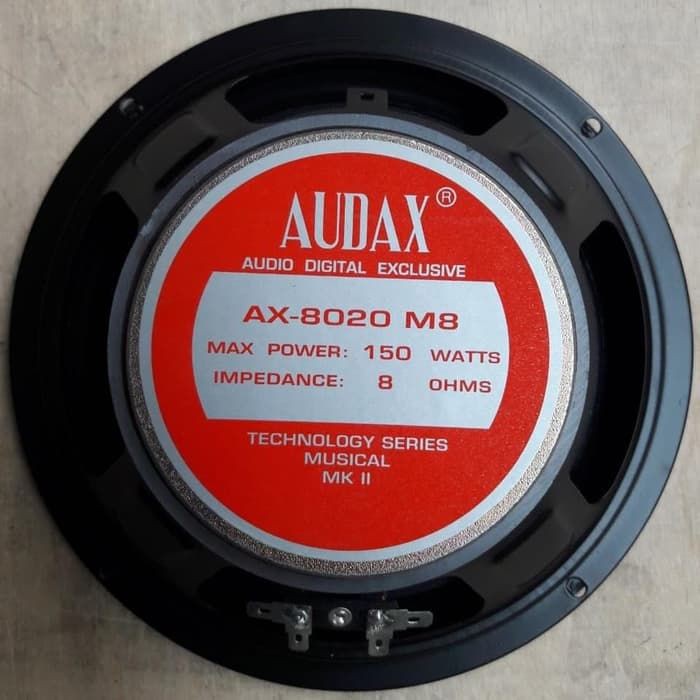 AUDAX ®
AUDIO DIGITAL EXCLUSIVE
AX-8020 M8
MAX POWER: 150 WATTS
IMPEDANCE: 8 OHMS
TECHNOLOGY SERIES
MUSICAL
MK II